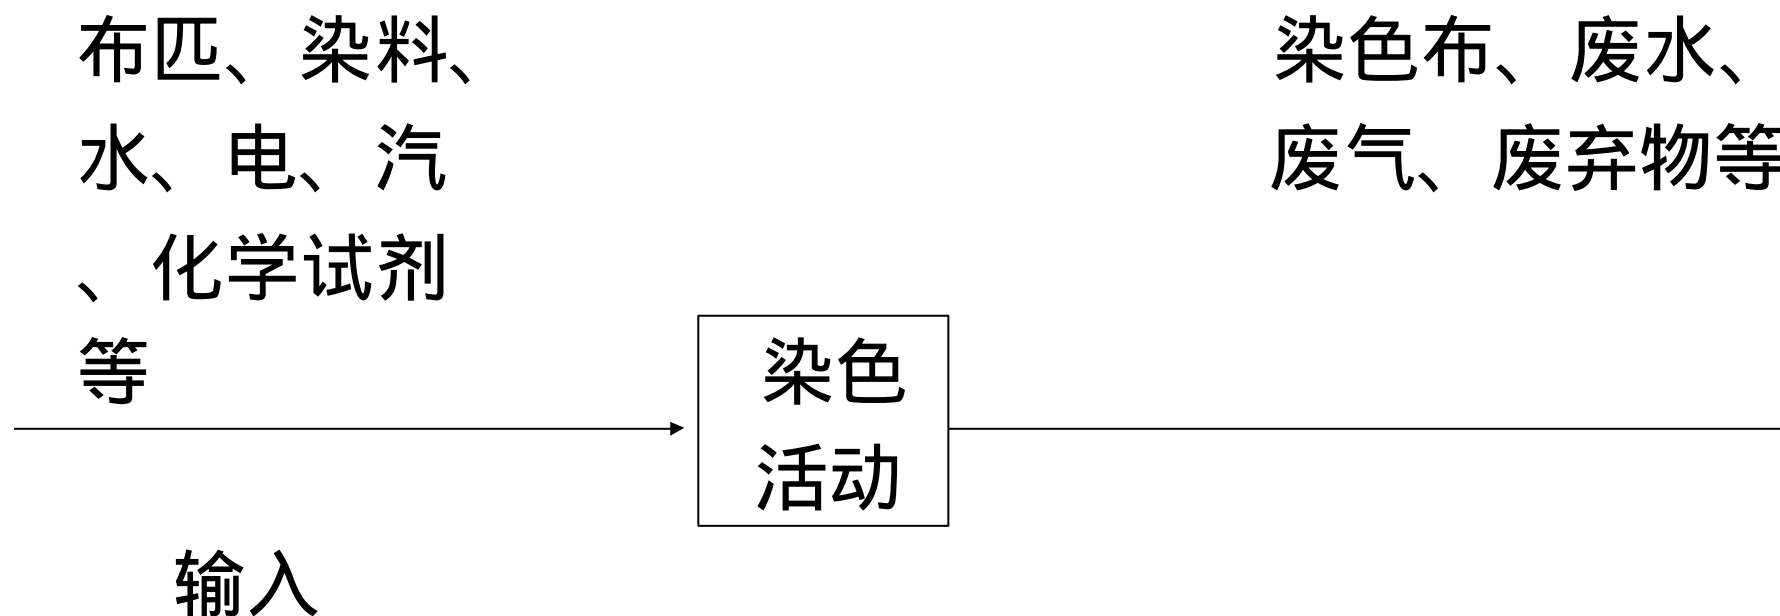 布匹、染料、
水、电、汽
、化学试剂
等
染色布、废水、
废气、废弃物等
染色
活动
输入